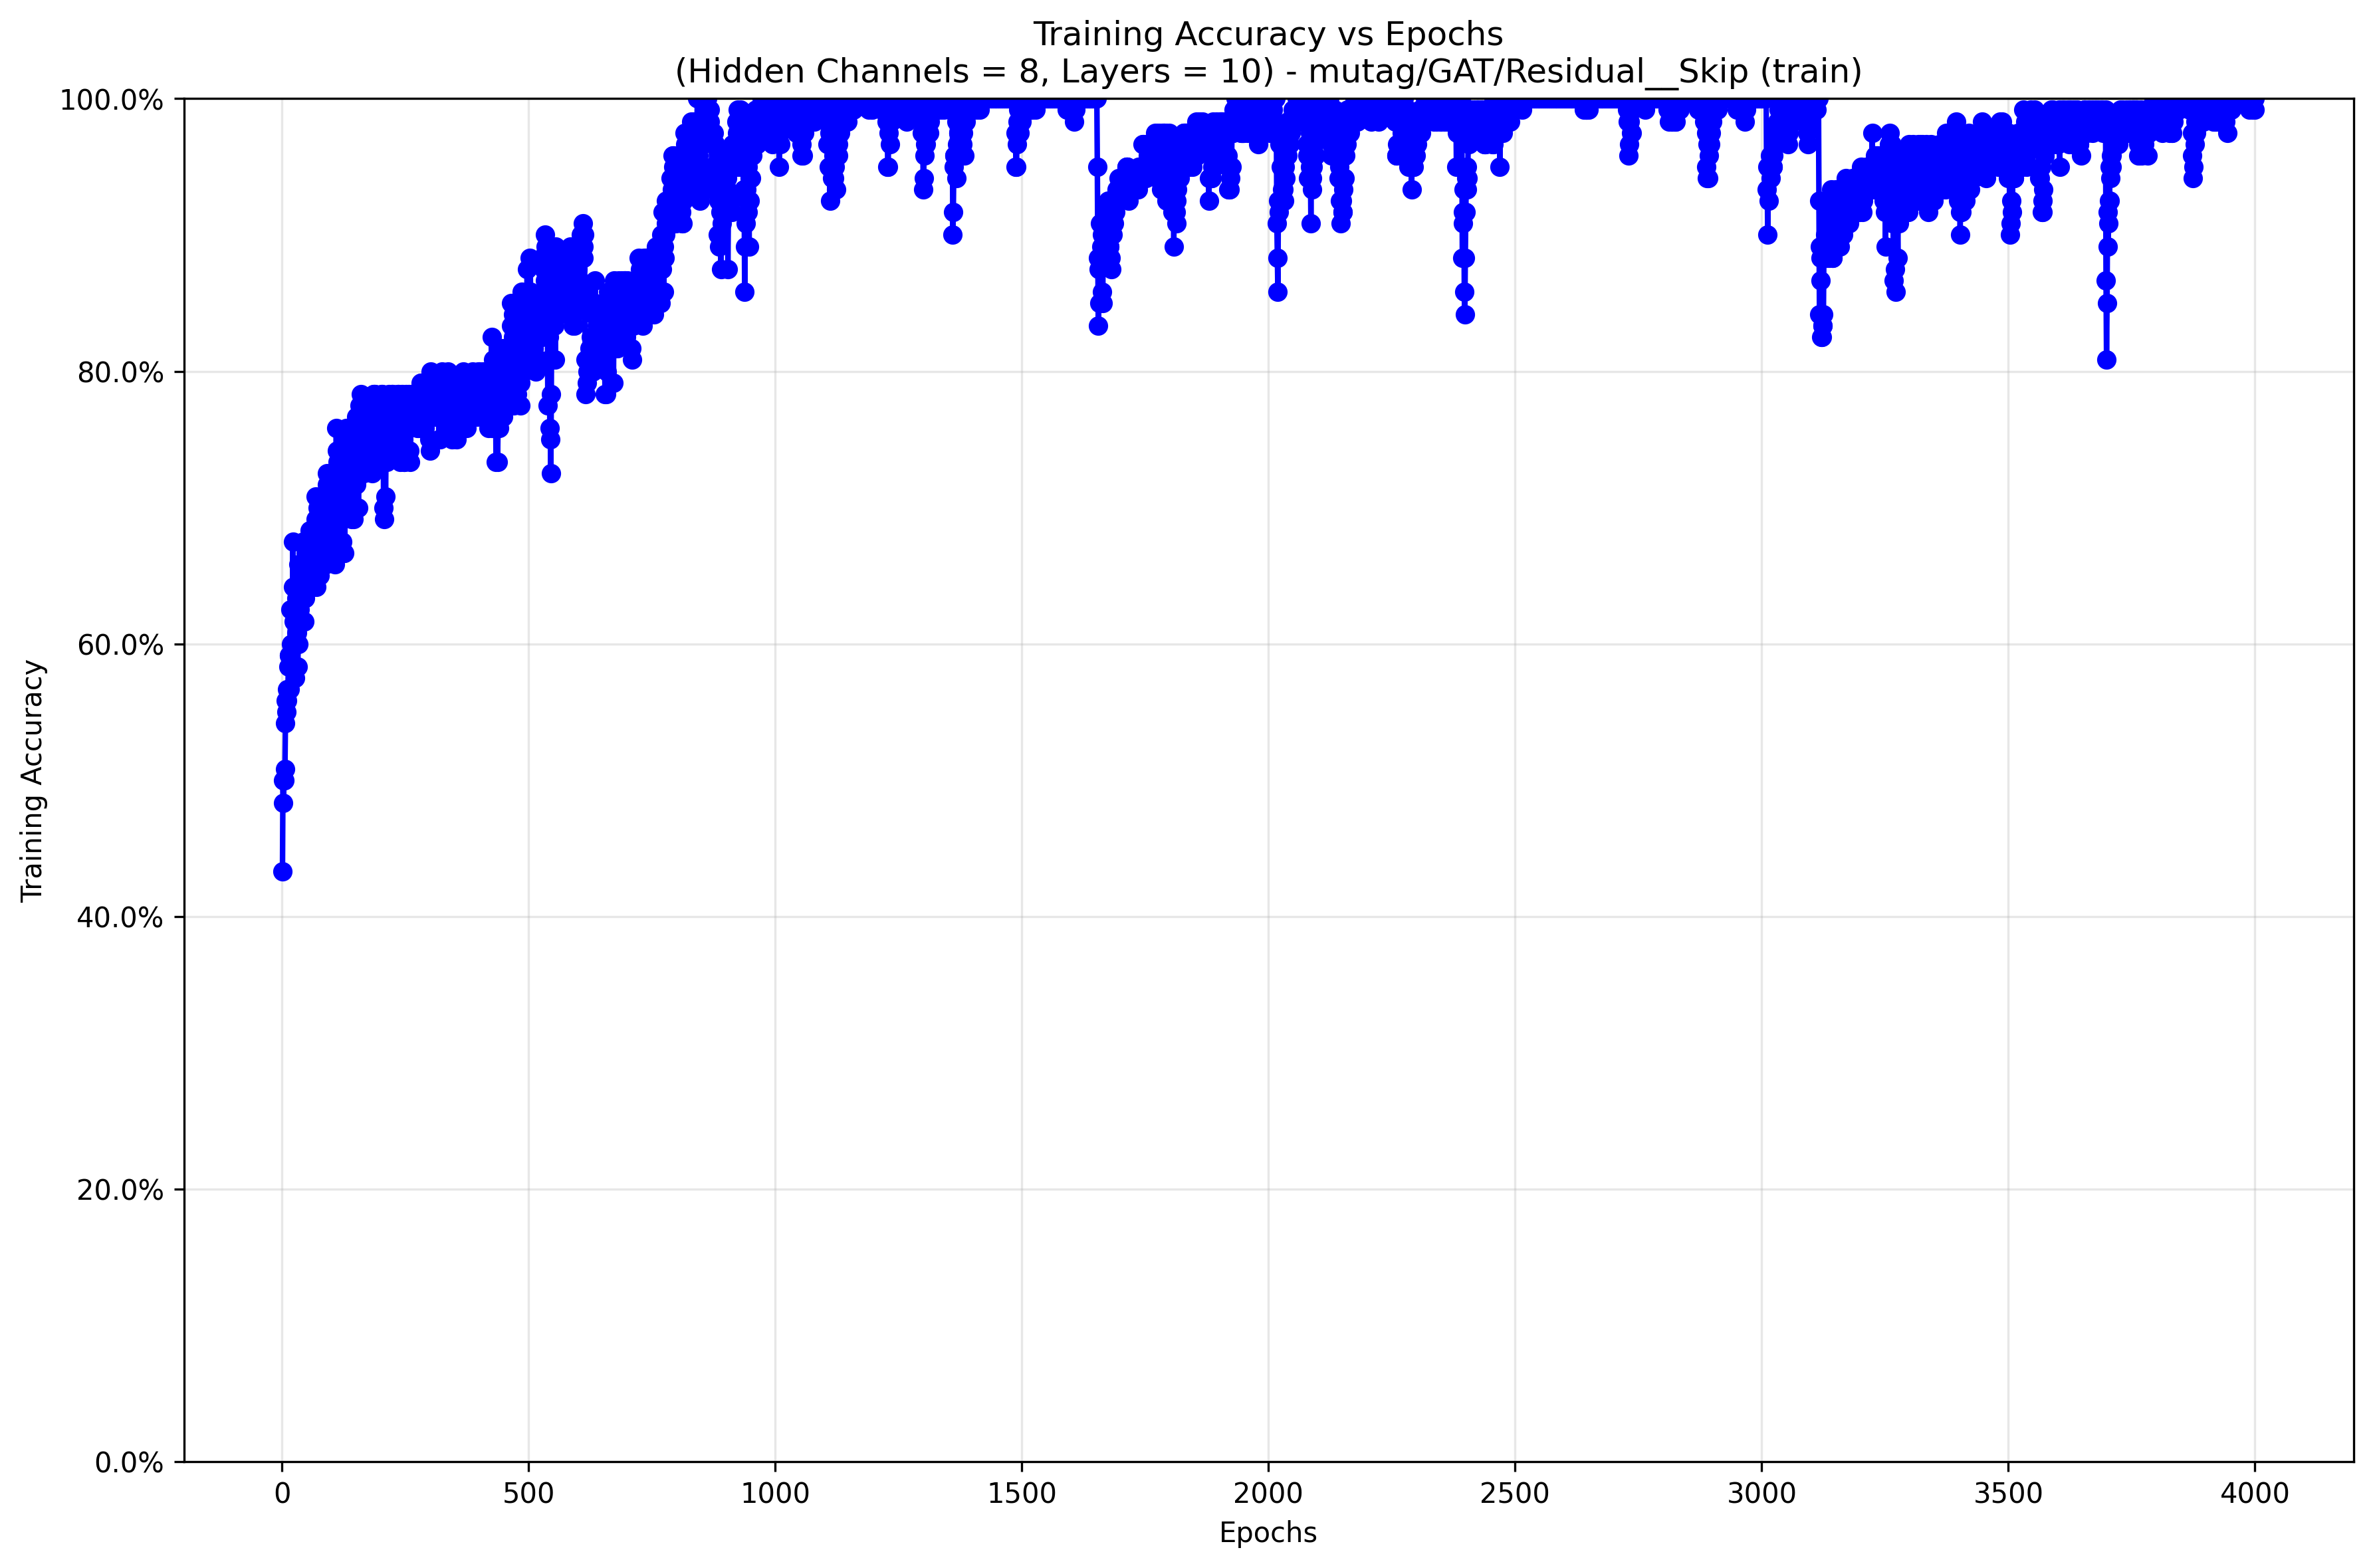 Training Accuracy vs Epochs
(Hidden Channels = 8, Layers = 10) - mutag/GAT/Residual__Skip (train)
100.0%
80.0%
60.0%
40.0%
20.0%
0.0%
Training Accuracy
0 500 1000 1500 2000 2500 3000 3500 4000
Epochs